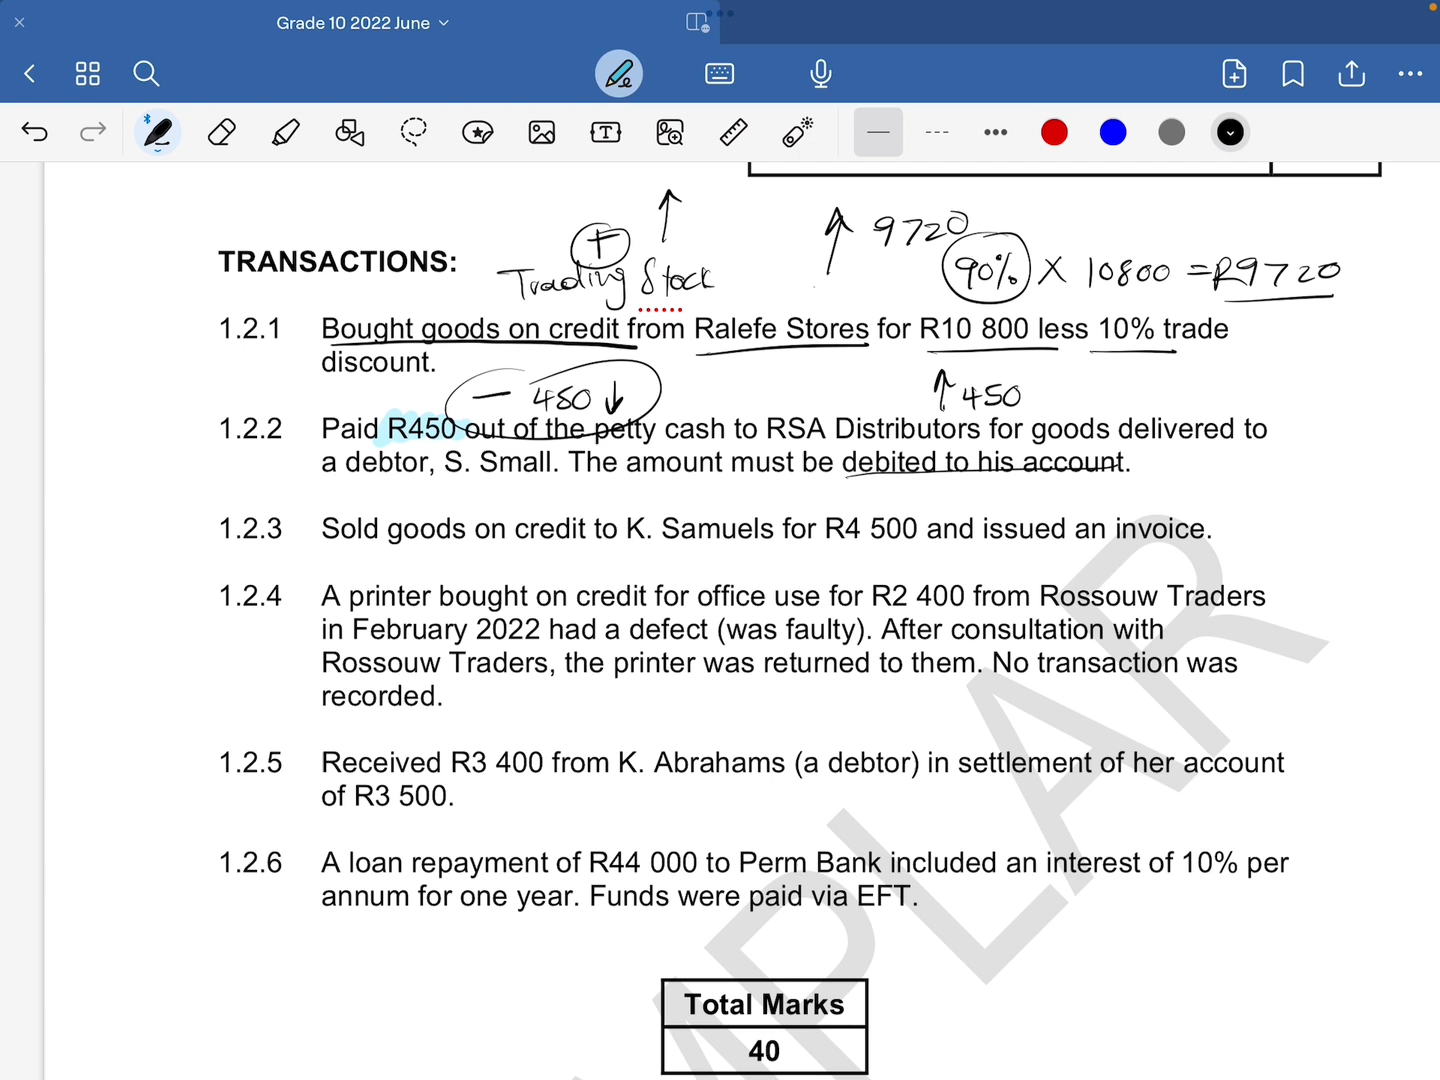 Grade 10 2022 June
↑
↑ 9720
+
TRANSACTIONS:
Trading Stock
90% X 10800 = R9720
1.2.1 Bought goods on credit from Ralefe Stores for R10 800 less 10% trade
discount.
— 450 ↓
↑ 450
1.2.2 Paid R450 out of the petty cash to RSA Distributors for goods delivered to
a debtor, S. Small. The amount must be debited to his account.
1.2.3 Sold goods on credit to K. Samuels for R4 500 and issued an invoice.
1.2.4 A printer bought on credit for office use for R2 400 from Rossouw Traders
in February 2022 had a defect (was faulty). After consultation with
Rossouw Traders, the printer was returned to them. No transaction was
recorded.
1.2.5 Received R3 400 from K. Abrahams (a debtor) in settlement of her account
of R3 500.
1.2.6 A loan repayment of R44 000 to Perm Bank included an interest of 10% per
annum for one year. Funds were paid via EFT.
Total Marks
40